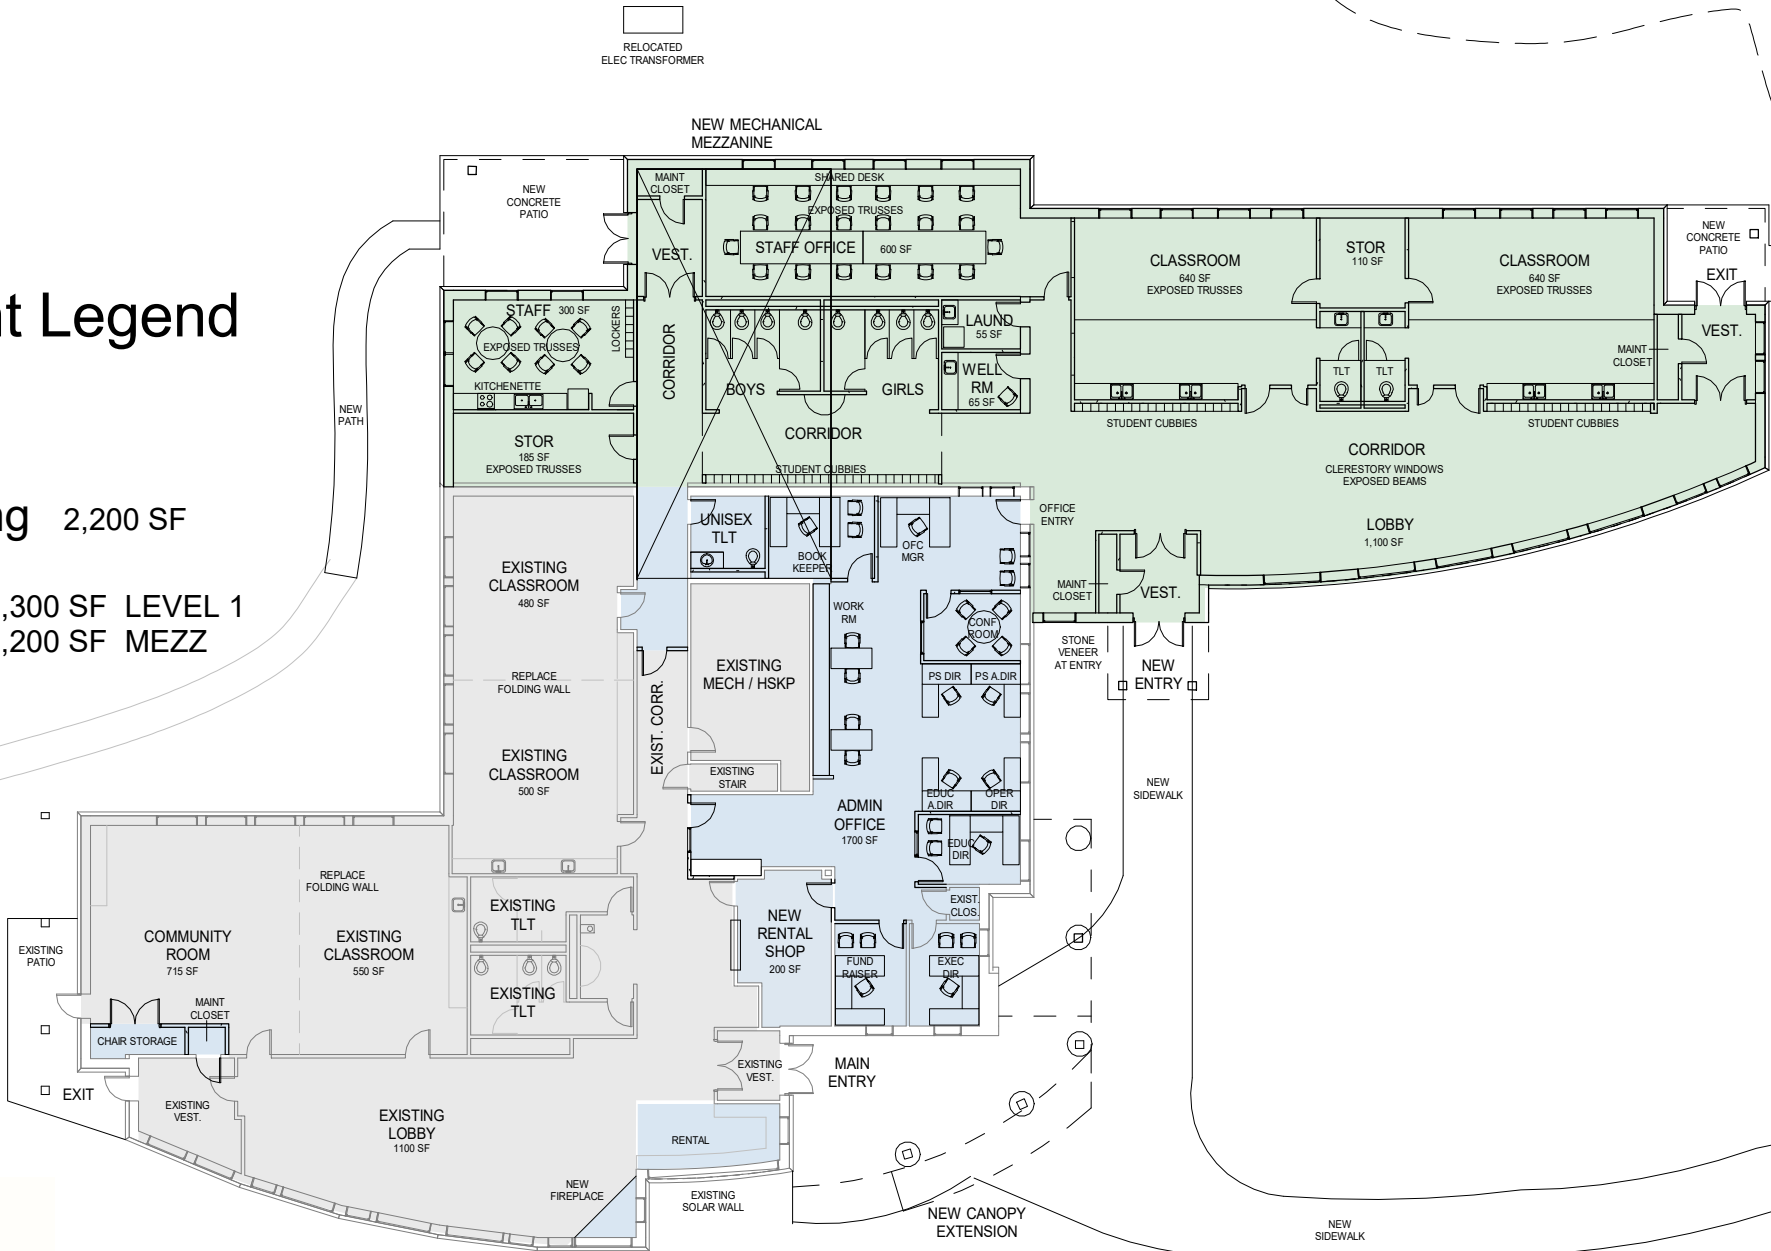 RELOCATED
ELEC TRANSFORMER
NEW MECHANICAL
MEZZANINE
NEW
CONCRETE
PATIO
MAINT
CLOSET
SHARED DESK
EXPOSED TRUSSES
STAFF OFFICE 600 SF
VEST.
CLASSROOM
640 SF
EXPOSED TRUSSES
STOR
110 SF
CLASSROOM
640 SF
EXPOSED TRUSSES
NEW
CONCRETE
PATIO
EXIT
VEST.
MAINT
CLOSET
t Legend
STAFF 300 SF
EXPOSED TRUSSES
LOCKERS
KITCHENETTE
CORRIDOR
BOYS
GIRLS
LAUND
55 SF
WELL
RM
65 SF
TLT
TLT
NEW
PATH
STOR
185 SF
EXPOSED TRUSSES
CORRIDOR
STUDENT CUBBIES
STUDENT CUBBIES
STUDENT CUBBIES
CORRIDOR
CLERESTORY WINDOWS
EXPOSED BEAMS
LOBBY
1,100 SF
g 2,200 SF
,300 SF LEVEL 1
,200 SF MEZZ
UNISEX
TLT
BOOK
KEEPER
OFC
MGR
OFFICE
ENTRY
MAINT
CLOSET
VEST.
EXISTING
CLASSROOM
480 SF
WORK
RM
CONF
ROOM
STONE
VENEER
AT ENTRY
NEW
ENTRY
REPLACE
FOLDING WALL
EXIST. CORR.
EXISTING
MECH / HSKP
PS DIR
PS A.DIR
EXISTING
CLASSROOM
500 SF
EXISTING
STAIR
EDUC
A.DIR
OPER
DIR
NEW
SIDEWALK
ADMIN
OFFICE
1700 SF
EDUC
DIR
REPLACE
FOLDING WALL
EXIST.
CLOS.
EXISTING
TLT
NEW
RENTAL
SHOP
200 SF
COMMUNITY
ROOM
715 SF
EXISTING
CLASSROOM
550 SF
EXISTING
PATIO
FUND
RAISER
EXEC
DIR
EXISTING
TLT
MAINT
CLOSET
CHAIR STORAGE
EXISTING
VEST.
MAIN
ENTRY
EXIT
EXISTING
VEST.
EXISTING
LOBBY
1100 SF
RENTAL
NEW
FIREPLACE
EXISTING
SOLAR WALL
NEW CANOPY
EXTENSION
NEW
SIDEWALK